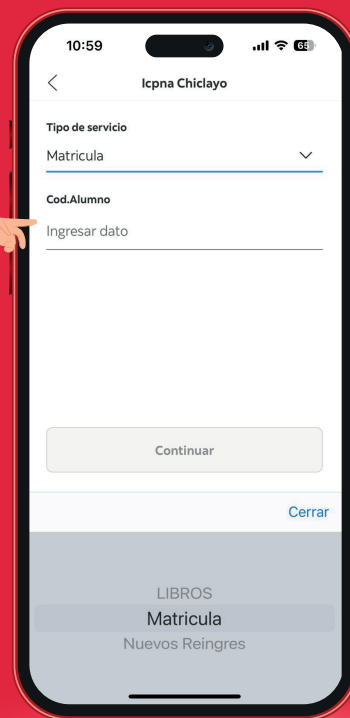 10:59
65
Icpna Chiclayo
Tipo de servicio
Matricula
Cod.Alumno
Ingresar dato
Continuar
Cerrar
LIBROS
Matricula
Nuevos Reingres